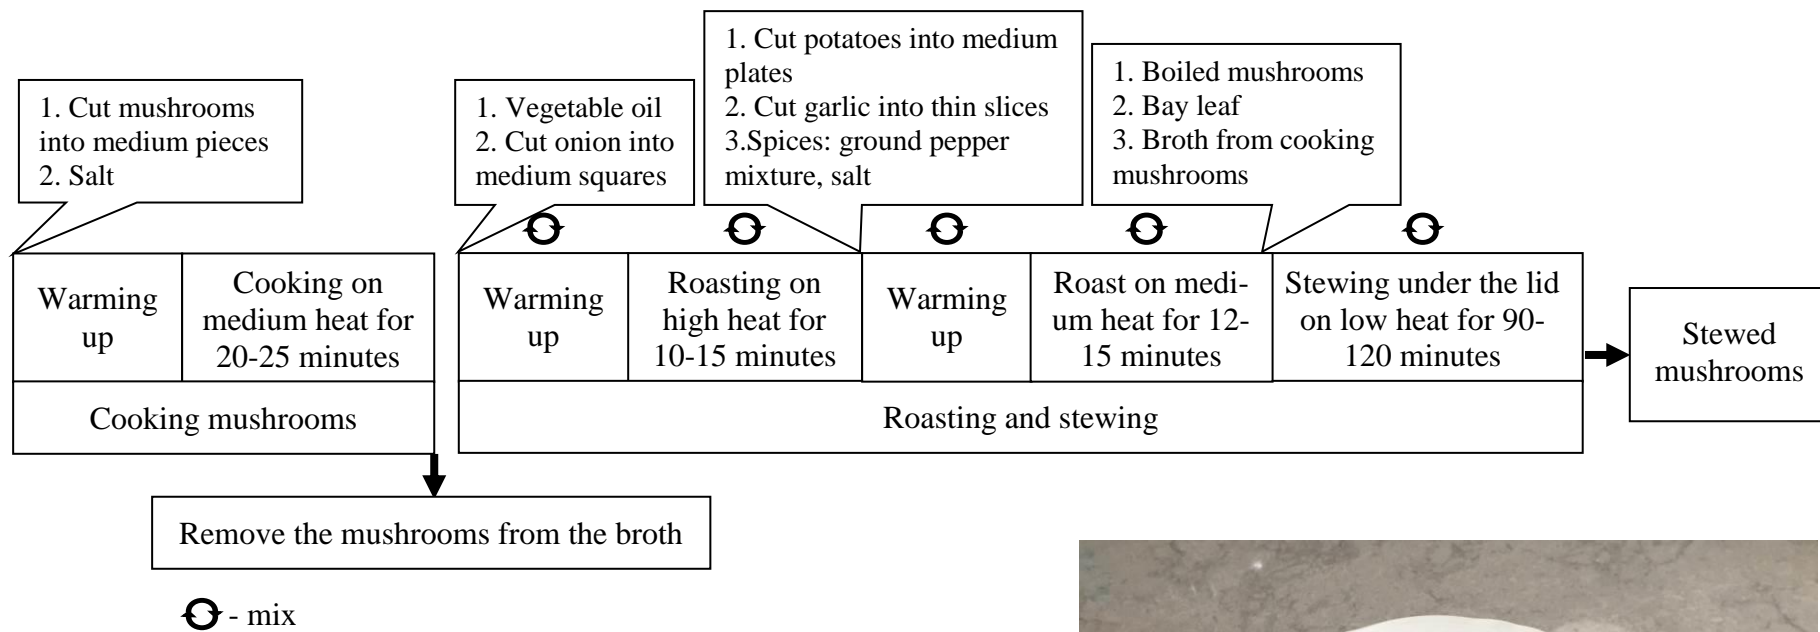 1. Cut mushrooms
into medium pieces
2. Salt
1. Vegetable oil
2. Cut onion into
medium squares
1. Cut potatoes into medium
plates
2. Cut garlic into thin slices
3.Spices: ground pepper
mixture, salt
1. Boiled mushrooms
2. Bay leaf
3. Broth from cooking
mushrooms
Warming
up
Cooking on
medium heat for
20-25 minutes
Cooking mushrooms
Warming
up
Roasting on
high heat for
10-15 minutes
Warming
up
Roast on medi-
um heat for 12-
15 minutes
Stewing under the lid
on low heat for 90-
120 minutes
Roasting and stewing
Stewed
mushrooms
Remove the mushrooms from the broth
- mix